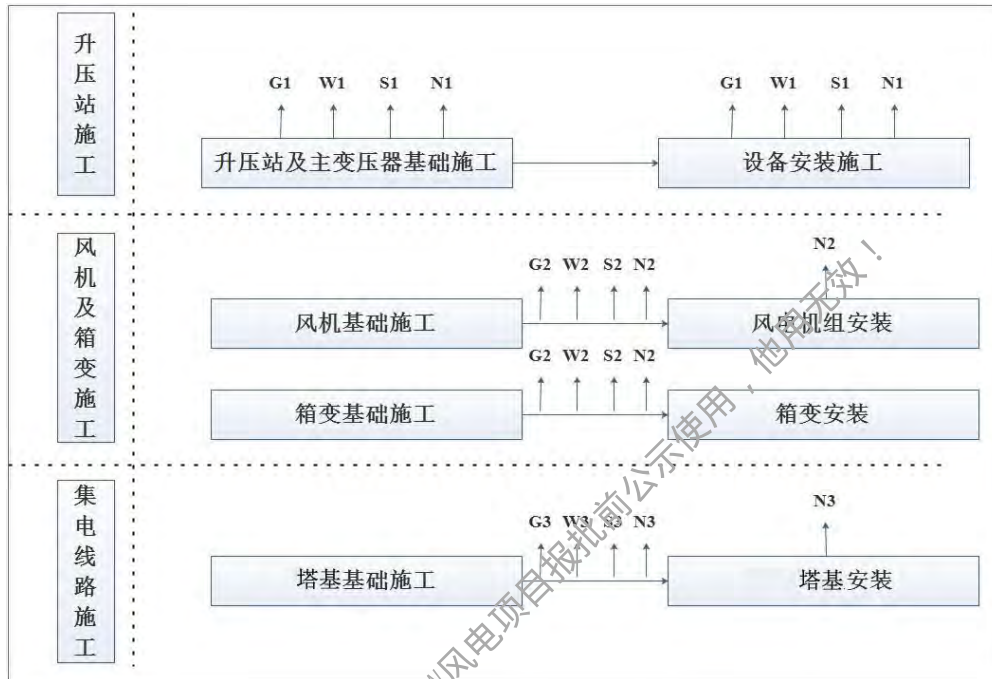 升压站施工
G1 W1 S1 N1
G1 W1 S1 N1
升压站及主变压器基础施工
设备安装施工
风机及箱变施工
G2 W2 S2 N2
N2
风机基础施工
风电机组安装
G2 W2 S2 N2
箱变基础施工
箱变安装
集电线路施工
G3 W3 S3 N3
N3
塔基基础施工
塔基安装
风电项目报批前公示使用，他用无效！